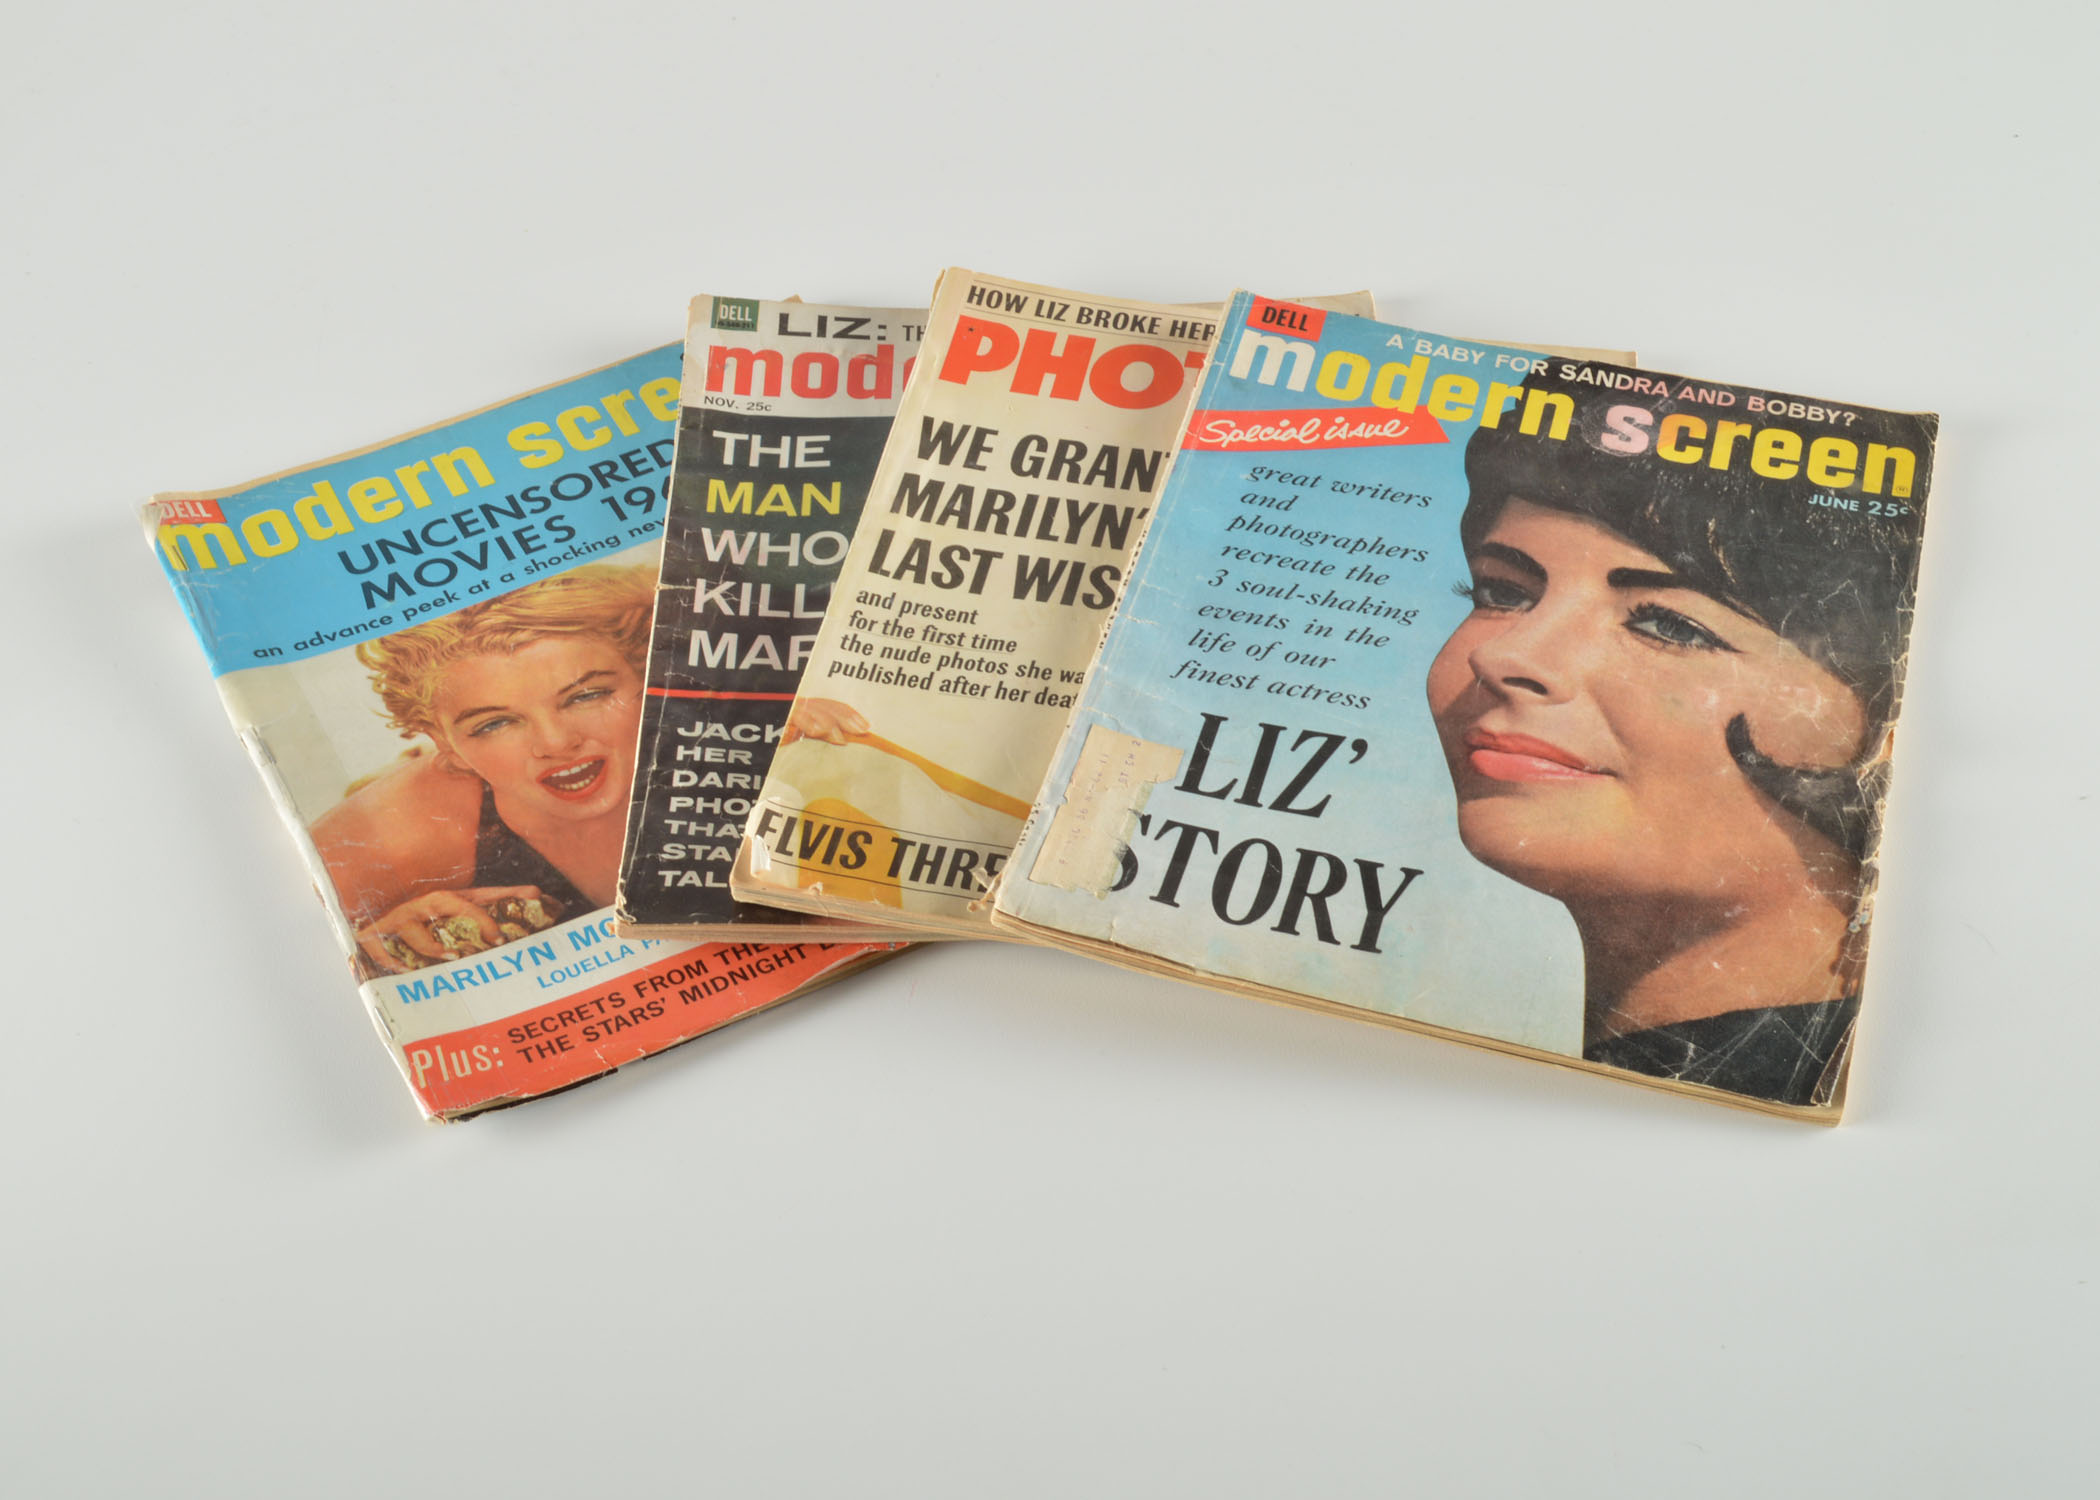 DELL
modern scre
UNCENSORED
MOVIES 19
an advance peek at a shocking new
MARILYN MO
LOUELLA PA
Plus:
SECRETS FROM THE
THE STARS' MIDNIGHT
DELL
LIZ: TH
mod
NOV. 25c
THE
MAN
WHO
KILL
MAR
JACK
HER
DARI
PHO
THA
STA
TAL
HOW LIZ BROKE HER
PHOT
WE GRANT
MARILYN'
LAST WIS
and present
for the first time
the nude photos she wa
published after her deat
ELVIS THRE
DELL
A BABY FOR SANDRA AND BOBBY?
modern screen
JUNE 25c
Special issue
great writers
and
photographers
recreate the
3 soul-shaking
events in the
life of our
finest actress
LIZ'
STORY